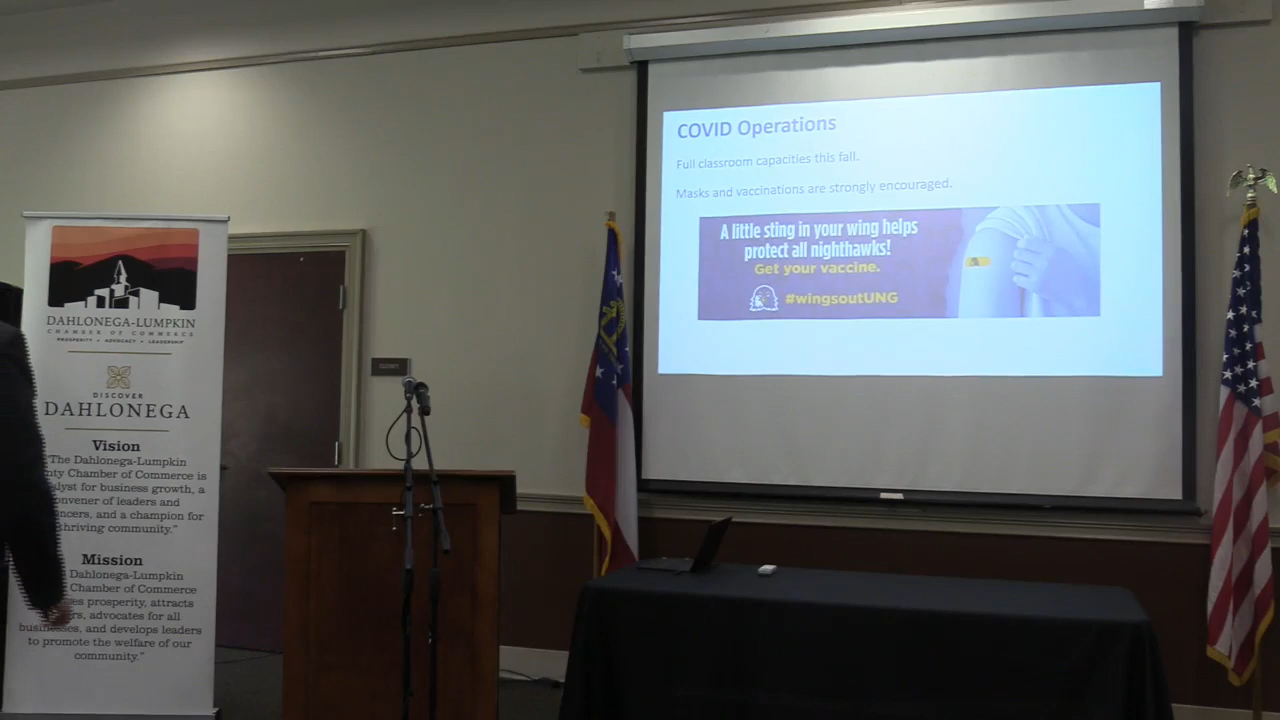 DAHLONEGA-LUMPKIN
CHAMBER OF COMMERCE
PROSPERITY • ADVOCACY • LEADERSHIP
DISCOVER
DAHLONEGA
Vision
"The Dahlonega-Lumpkin
Chamber of Commerce is
for business growth, a
of leaders and
and a champion for
thriving community."
Mission
Dahlonega-Lumpkin
Chamber of Commerce
prosperity, attracts
advocates for all
and develops leaders
to promote the welfare of our
community."
COVID Operations
Full classroom capacities this fall.
Masks and vaccinations are strongly encouraged.
A little sting in your wing helps
protect all nighthawks!
Get your vaccine.
#wingsoutUNG